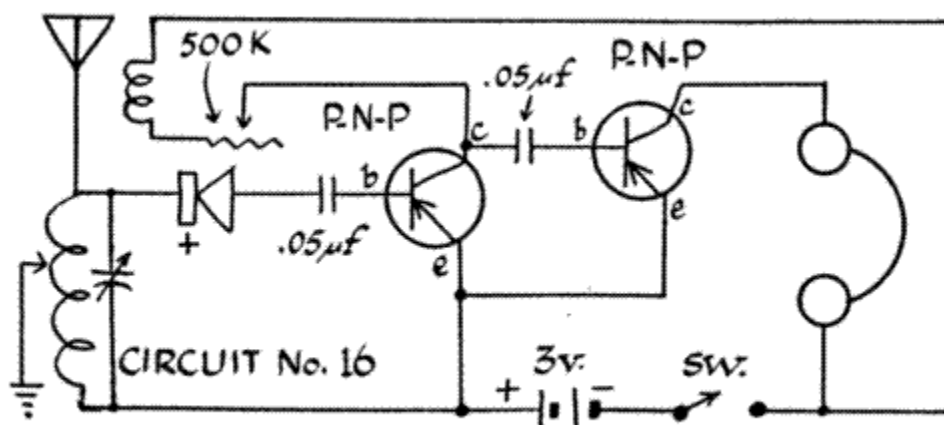 500K
P-N-P
.05µf
P-N-P
c
b
c
b
e
+
.05µf
e
CIRCUIT No. 16
+
3v.
-
SW.